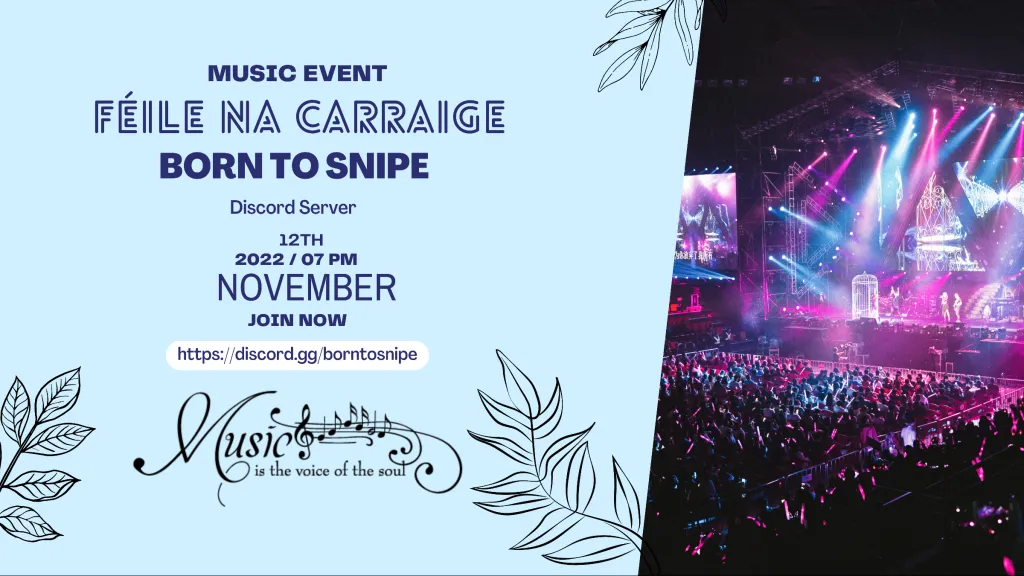 MUSIC EVENT
FÉILE NA CARRAIGE
BORN TO SNIPE
Discord Server
12TH
2022 / 07 PM
NOVEMBER
JOIN NOW
https://discord.gg/borntosnipe
Music
is the voice of the soul